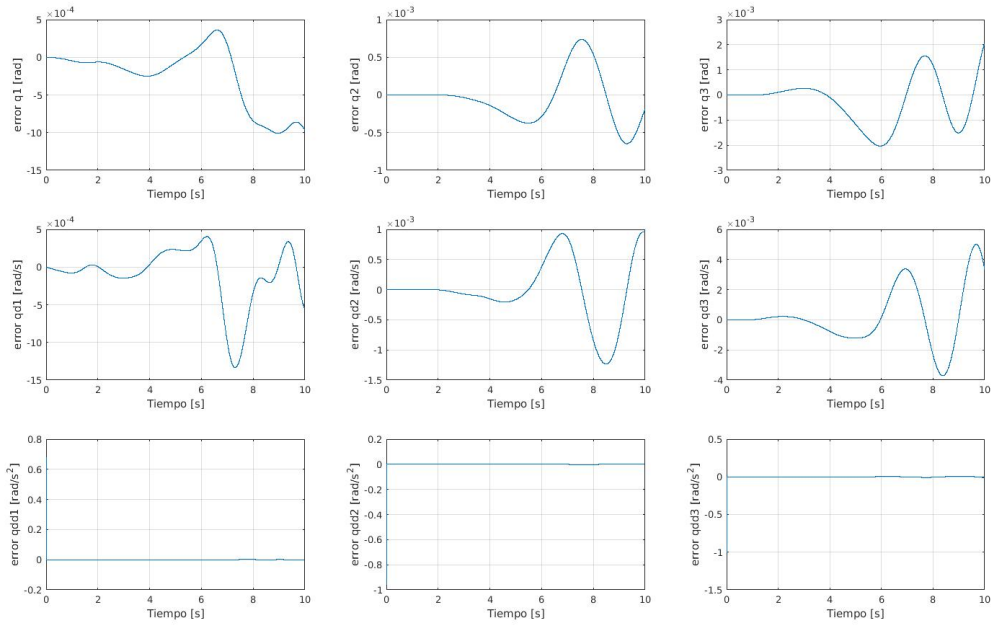 ×10⁻⁴
5
0
-5
-10
-15
error q1 [rad]
0 2 4 6 8 10
Tiempo [s]
×10⁻³
1
0.5
0
-0.5
-1
error q2 [rad]
0 2 4 6 8 10
Tiempo [s]
×10⁻³
3
2
1
0
-1
-2
-3
error q3 [rad]
0 2 4 6 8 10
Tiempo [s]
×10⁻⁴
5
0
-5
-10
-15
error qd1 [rad/s]
0 2 4 6 8 10
Tiempo [s]
×10⁻³
1
0.5
0
-0.5
-1
-1.5
error qd2 [rad/s]
0 2 4 6 8 10
Tiempo [s]
×10⁻³
6
4
2
0
-2
-4
error qd3 [rad/s]
0 2 4 6 8 10
Tiempo [s]
0.8
0.6
0.4
0.2
0
-0.2
error qdd1 [rad/s²]
0 2 4 6 8 10
Tiempo [s]
0.2
0
-0.2
-0.4
-0.6
-0.8
-1
error qdd2 [rad/s²]
0 2 4 6 8 10
Tiempo [s]
0.5
0
-0.5
-1
-1.5
error qdd3 [rad/s²]
0 2 4 6 8 10
Tiempo [s]